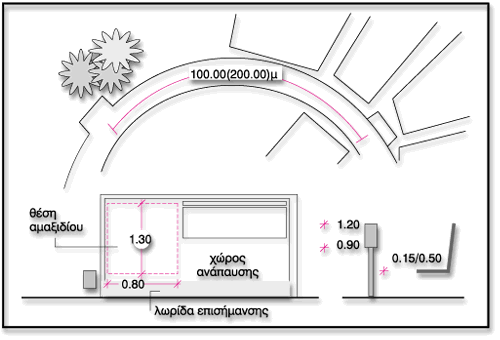 100.00(200.00)μ
θέση
αμαξιδίου
1.30
0.80
χώρος
ανάπαυσης
λωρίδα επισήμανσης
1.20
0.90
0.15/0.50